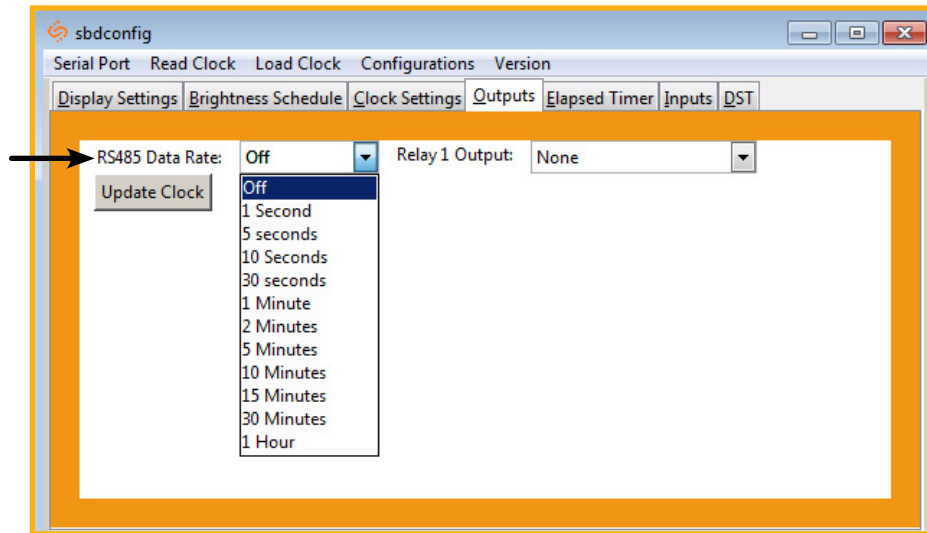 sbdconfig
Serial Port Read Clock Load Clock Configurations Version
Display Settings Brightness Schedule Clock Settings Outputs Elapsed Timer Inputs DST
RS485 Data Rate: Off Relay 1 Output: None
Update Clock
Off
1 Second
5 seconds
10 Seconds
30 seconds
1 Minute
2 Minutes
5 Minutes
10 Minutes
15 Minutes
30 Minutes
1 Hour